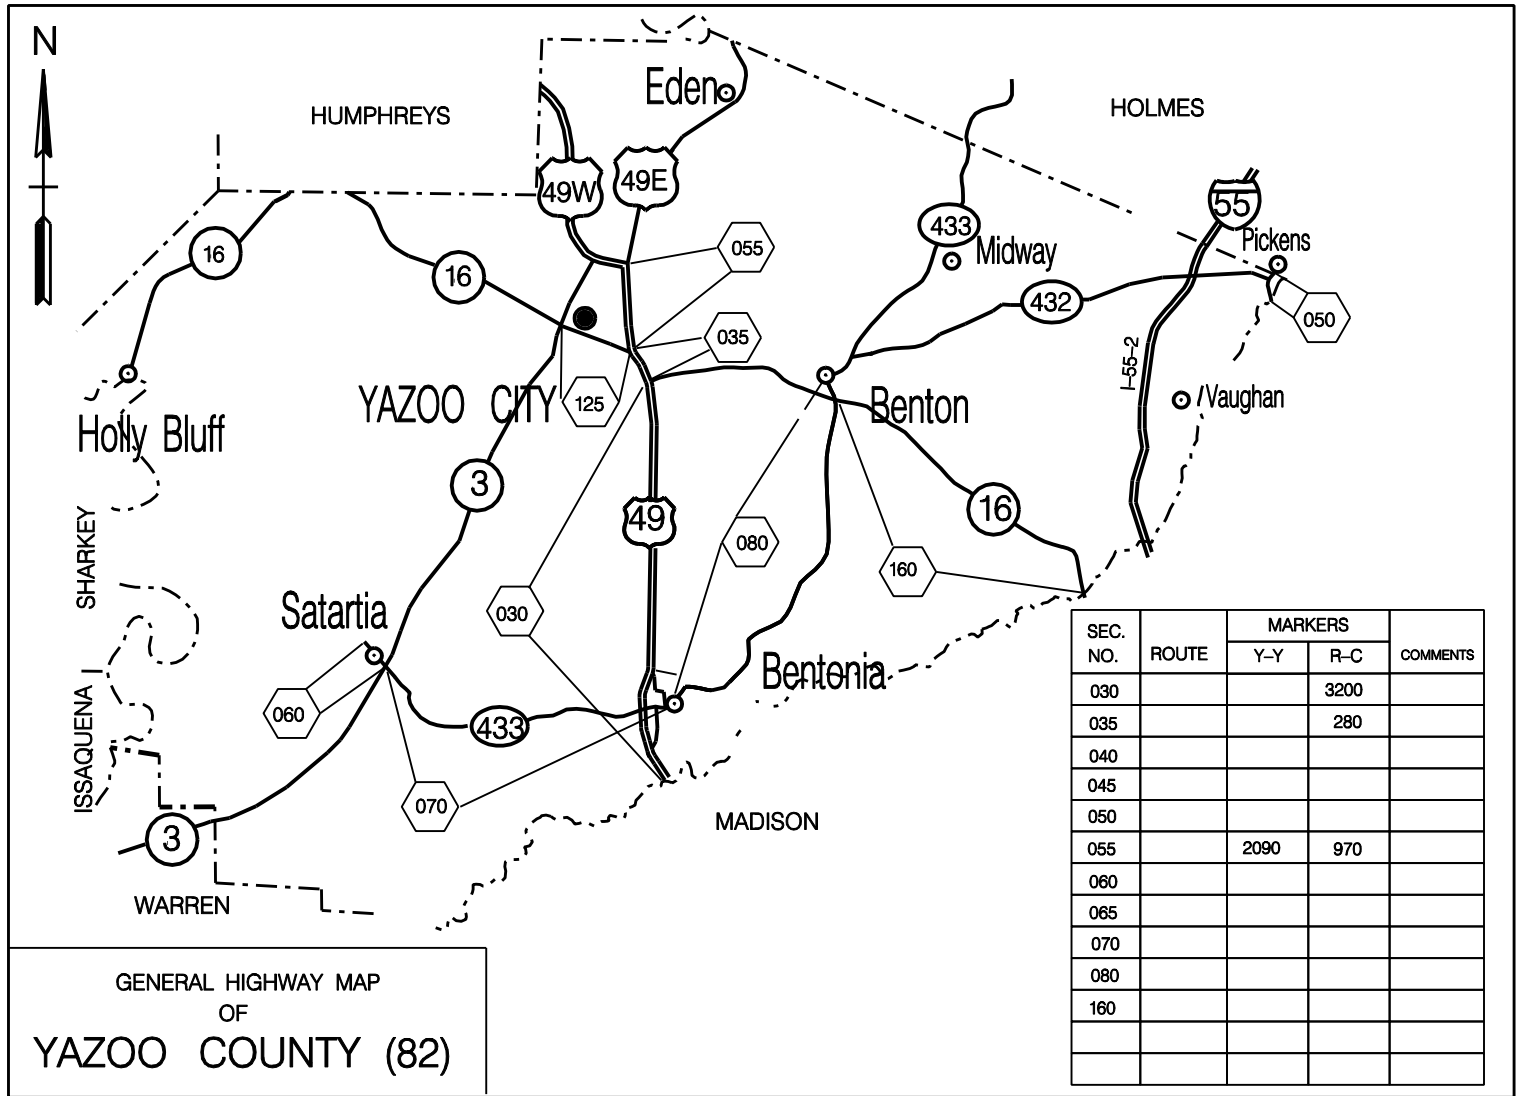 N
HUMPHREYS
Eden
HOLMES
49W
49E
55
433
Midway
Pickens
16
16
055
432
050
035
I-55-2
YAZOO CITY
125
Benton
Vaughan
Holly Bluff
3
49
16
SHARKEY
080
160
Satartia
030
Bentonia
060
433
ISSAQUENA
070
3
MADISON
WARREN
SEC. NO. ROUTE MARKERS COMMENTS
Y-Y R-C
030 3200
035 280
040
045
050
055 2090 970
060
065
070
080
160
GENERAL HIGHWAY MAP
OF
YAZOO COUNTY (82)